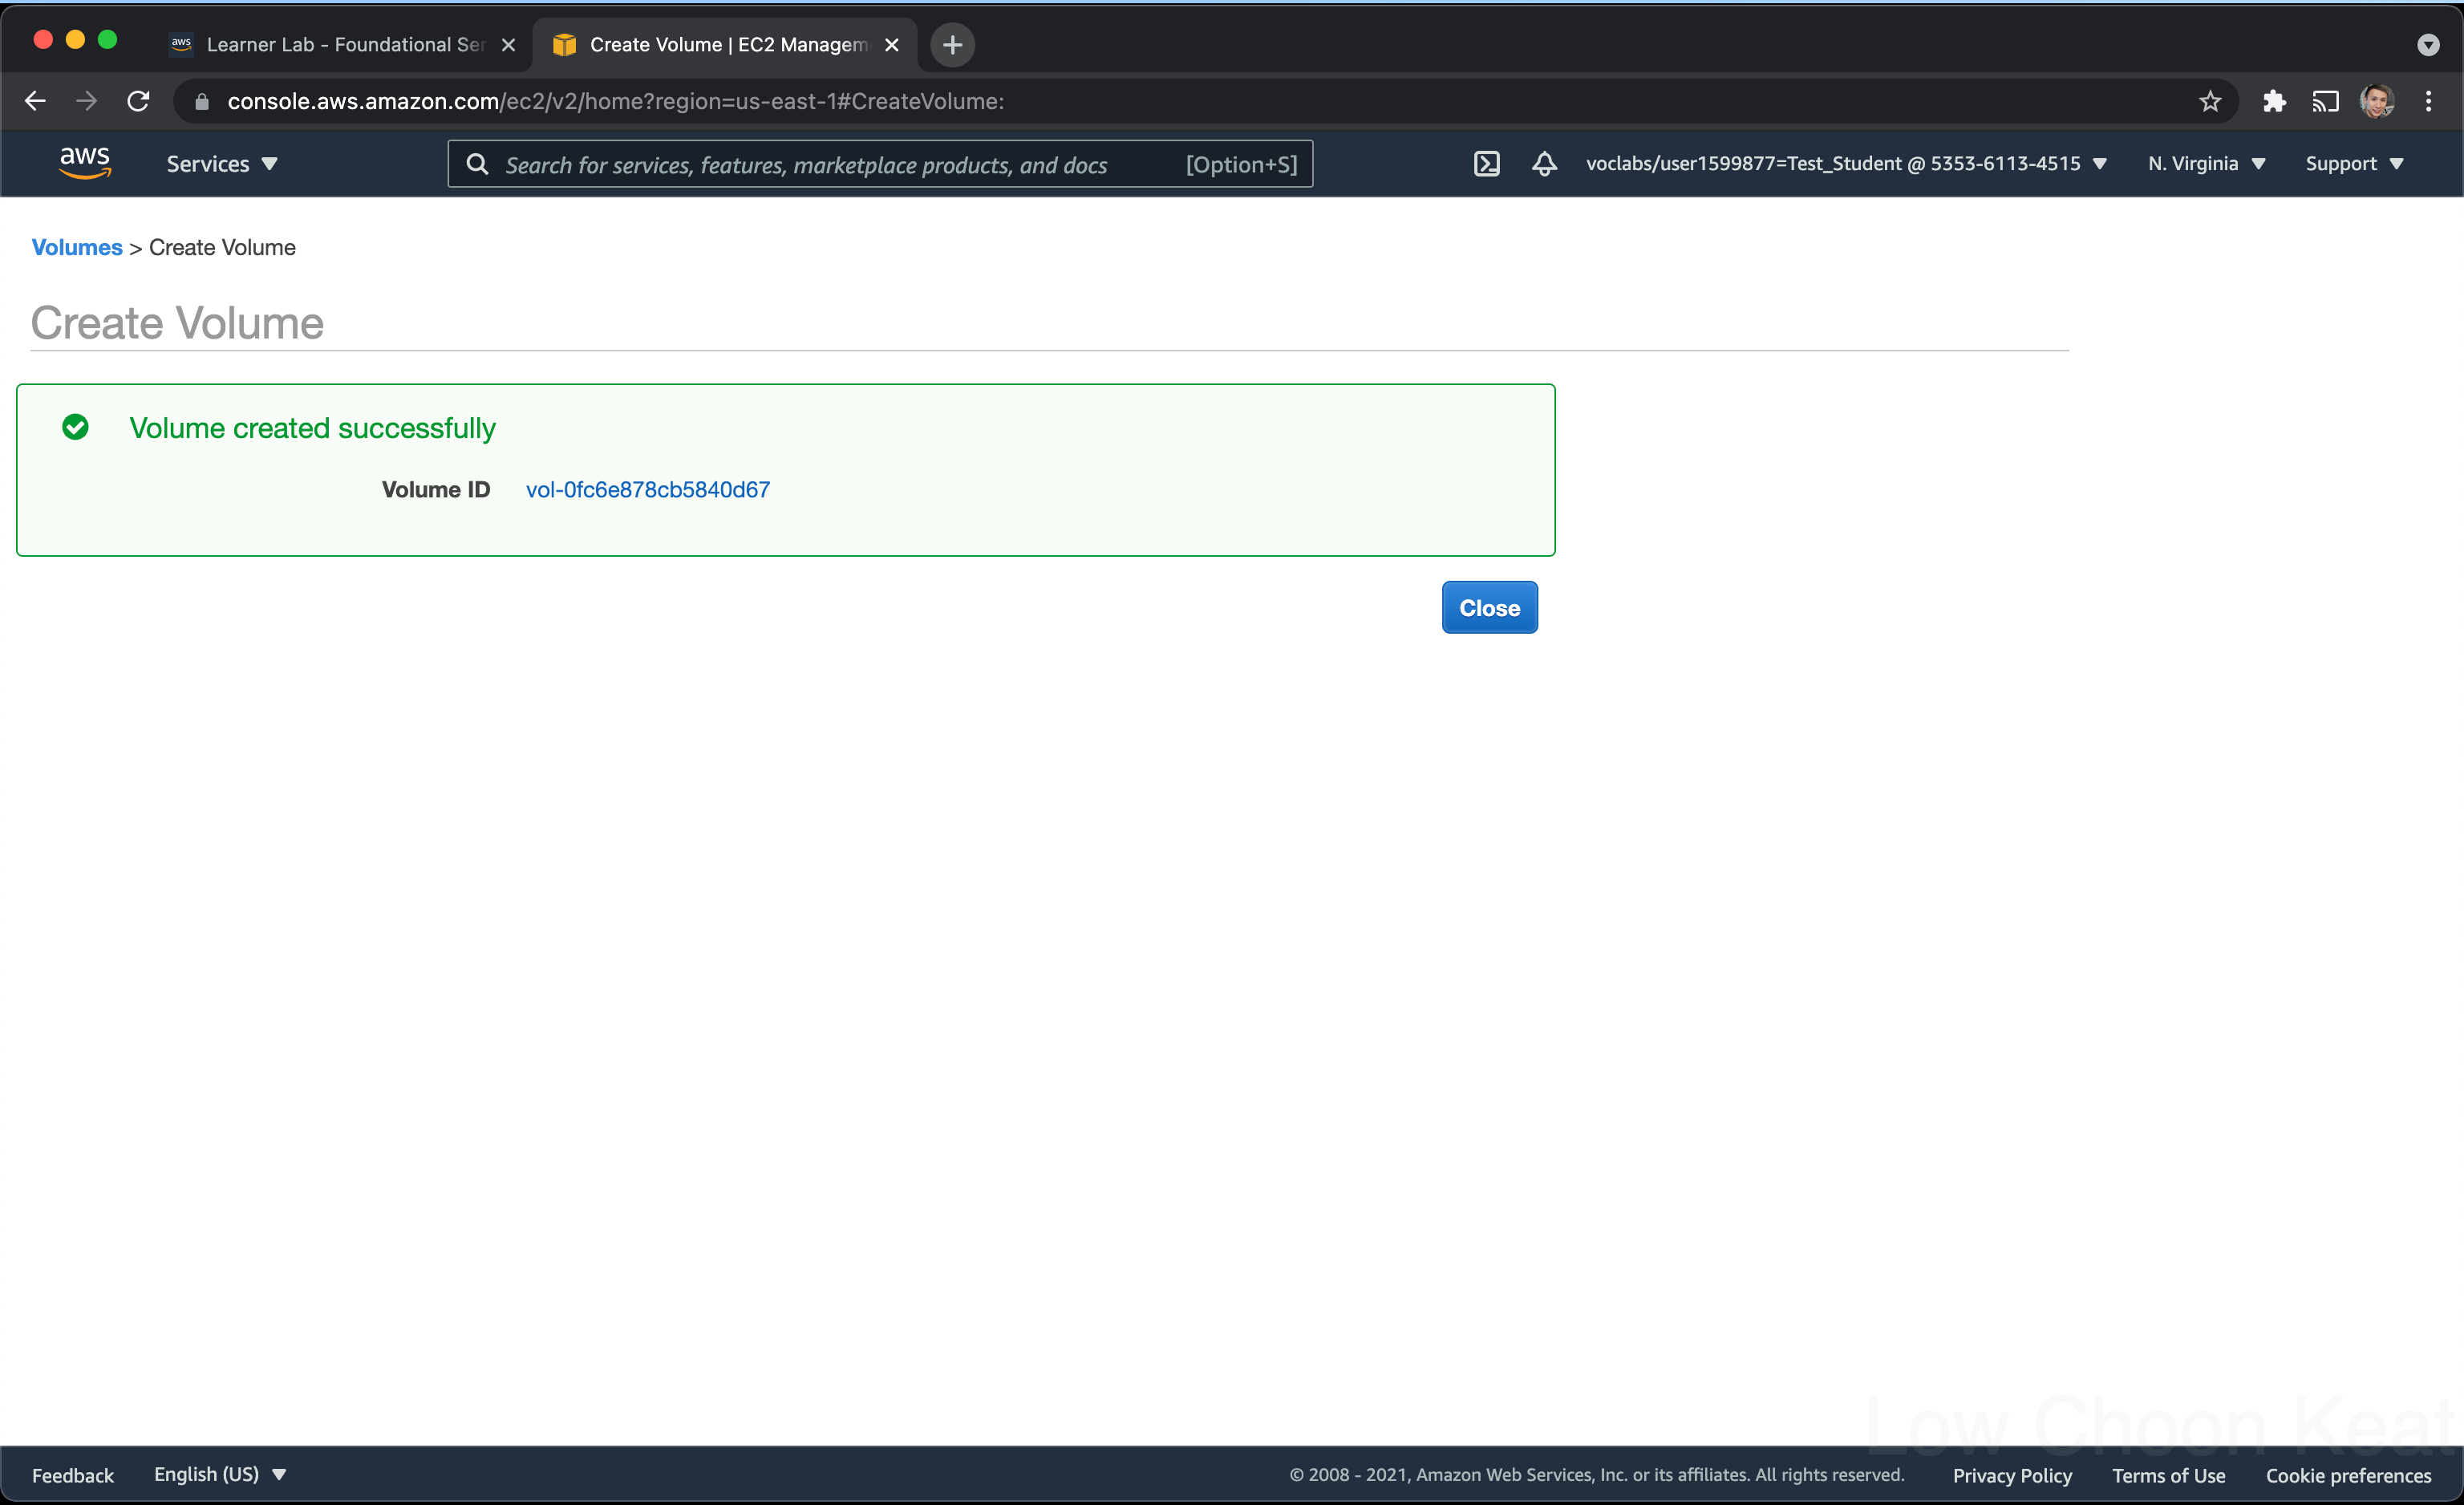 aws Learner Lab - Foundational Ser
Create Volume | EC2 Managem
console.aws.amazon.com/ec2/v2/home?region=us-east-1#CreateVolume:
aws Services Search for services, features, marketplace products, and docs [Option+S] voclabs/user1599877=Test_Student @ 5353-6113-4515 N. Virginia Support
Volumes > Create Volume
Create Volume
Volume created successfully
Volume ID vol-0fc6e878cb5840d67
Close
Low Choon Keat
Feedback English (US) © 2008 - 2021, Amazon Web Services, Inc. or its affiliates. All rights reserved. Privacy Policy Terms of Use Cookie preferences